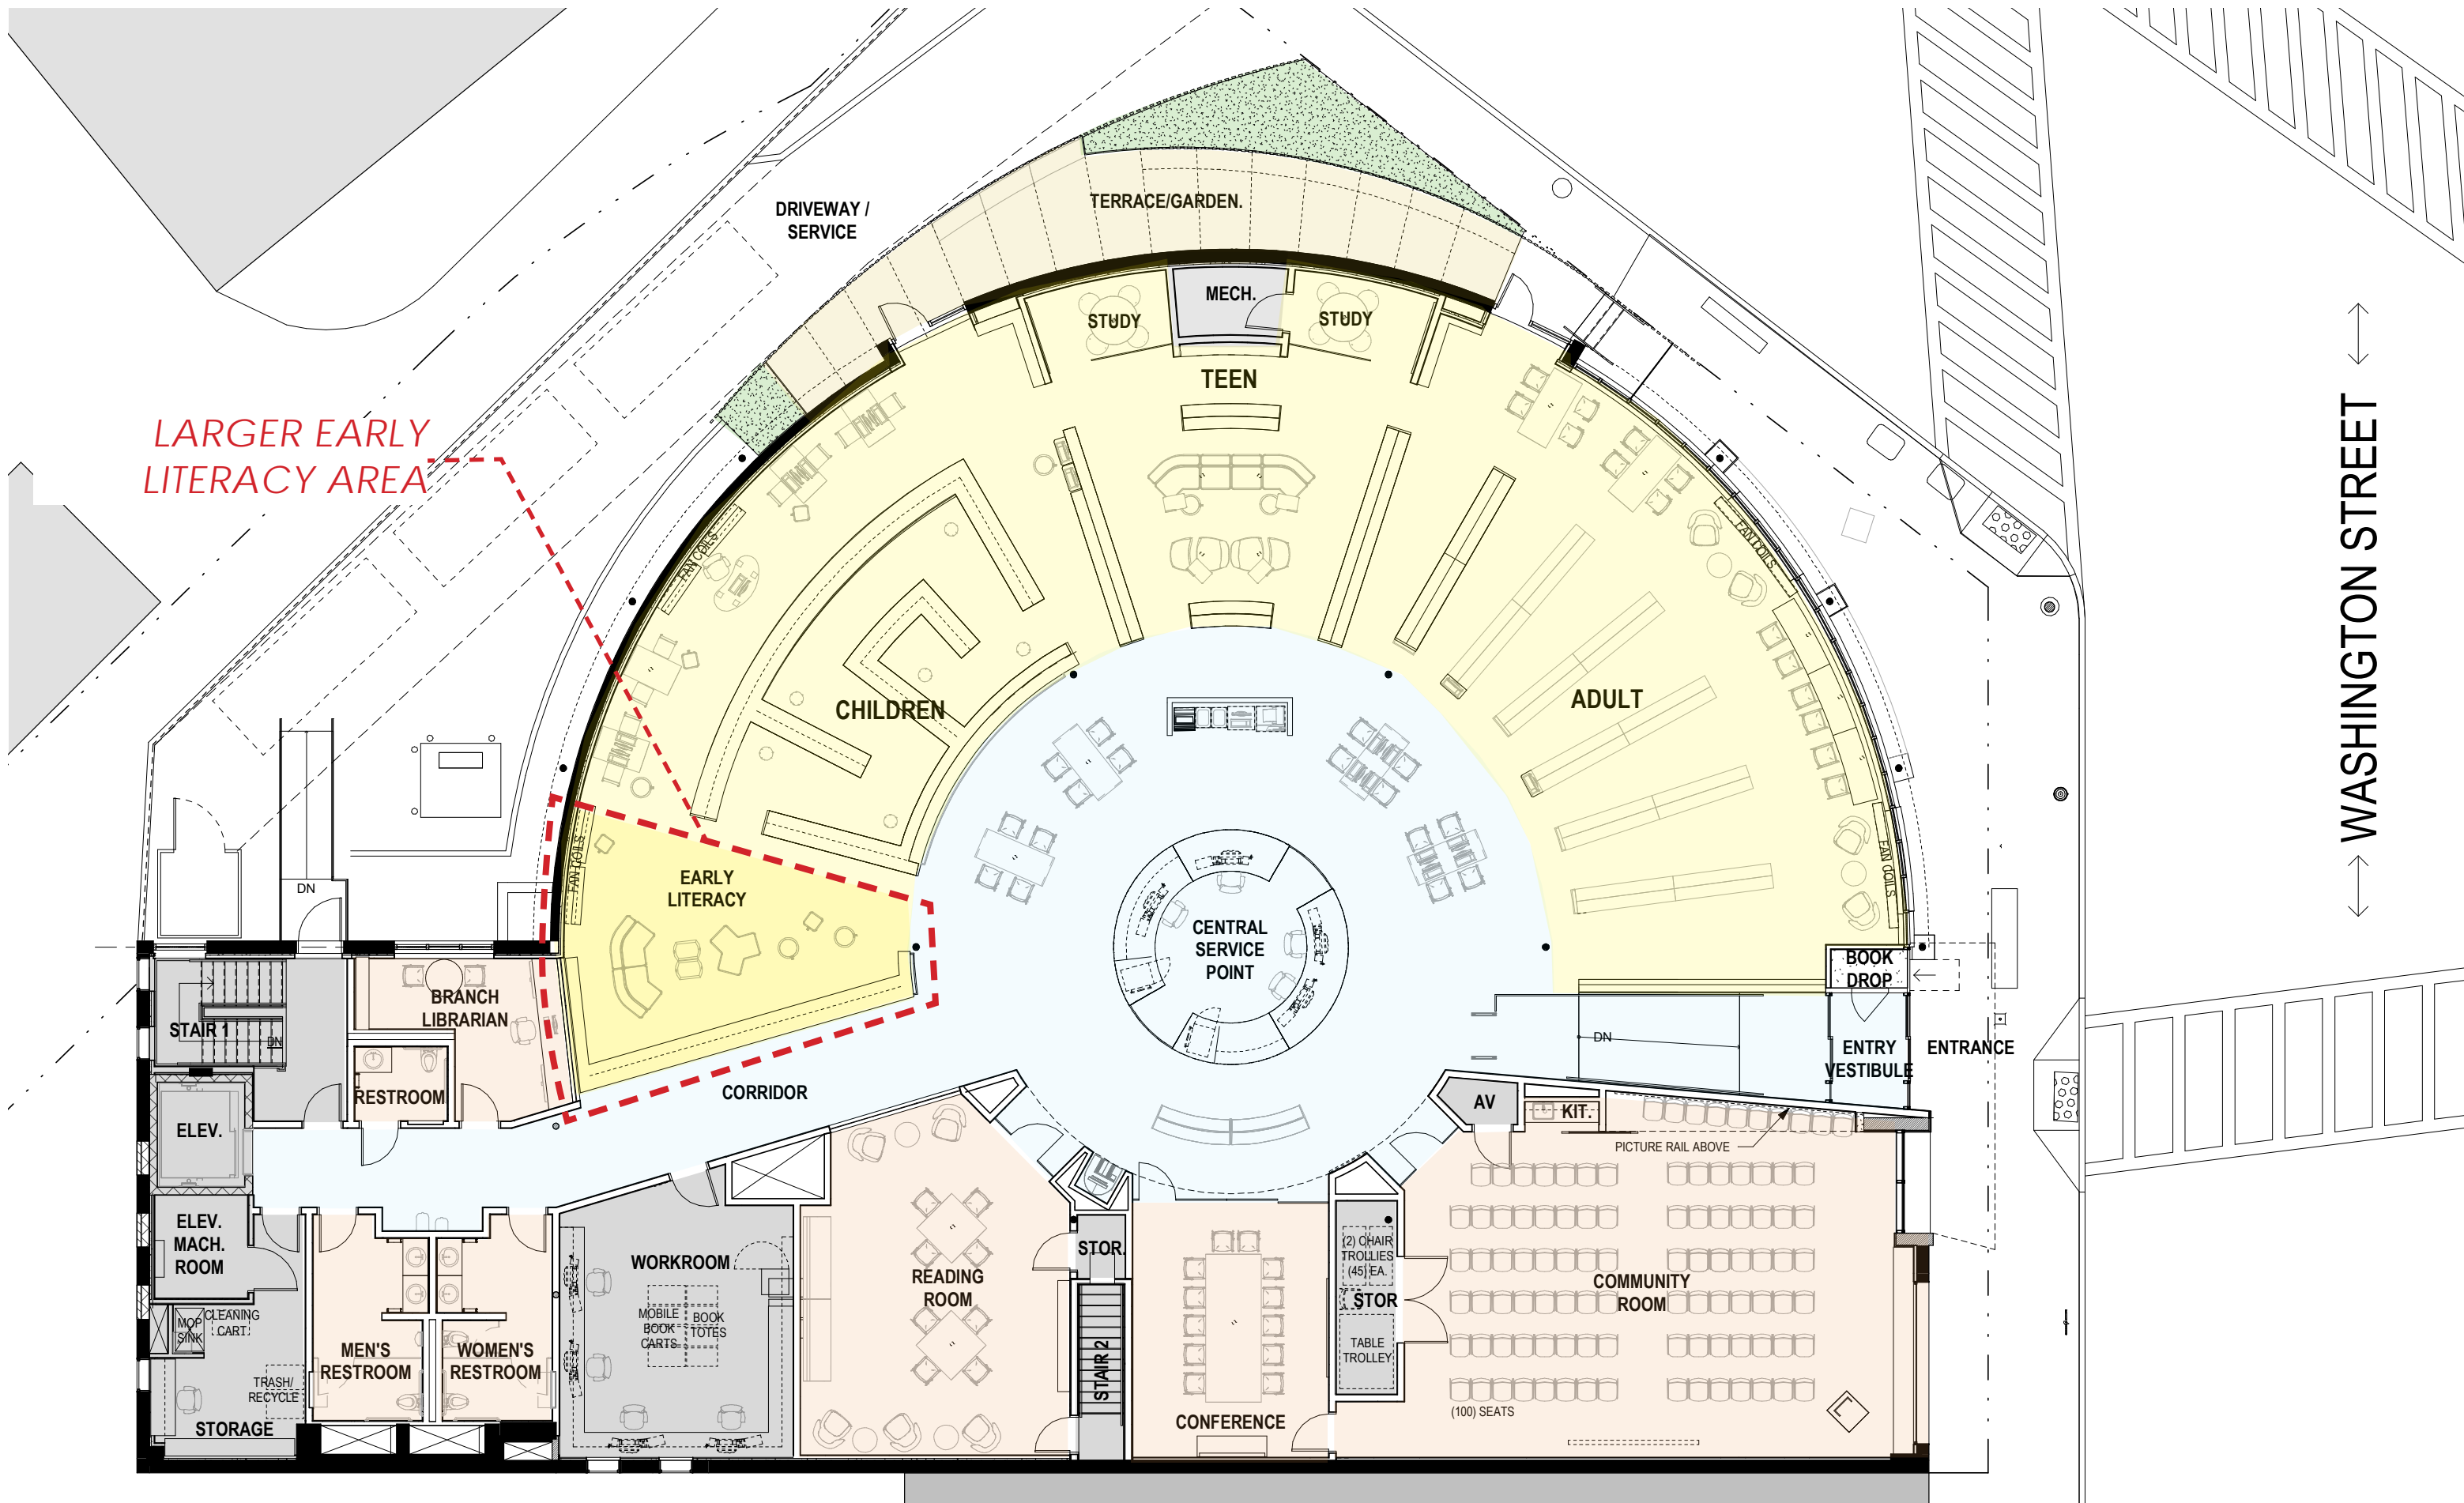 DRIVEWAY /
SERVICE
TERRACE/GARDEN.
MECH.
STUDY
STUDY
TEEN
LARGER EARLY
LITERACY AREA
FAN COILS
FAN COILS
WASHINGTON STREET
CHILDREN
ADULT
FAN COILS
FAN COILS
EARLY
LITERACY
DN
CENTRAL
SERVICE
POINT
BOOK
DROP
BRANCH
LIBRARIAN
STAIR 1
DN
DN
ENTRY
VESTIBULE
ENTRANCE
RESTROOM
CORRIDOR
ELEV.
AV
KIT.
PICTURE RAIL ABOVE
ELEV.
MACH.
ROOM
WORKROOM
STOR.
READING
ROOM
(2) CHAIR
TROLLIES
(45) EA.
STOR
TABLE
TROLLEY
COMMUNITY
ROOM
MOP
SINK
CLEANING
CART
MOBILE
BOOK
CARTS
BOOK
TOTES
MEN'S
RESTROOM
WOMEN'S
RESTROOM
STAIR 2
TRASH/
RECYCLE
STORAGE
CONFERENCE
(100) SEATS